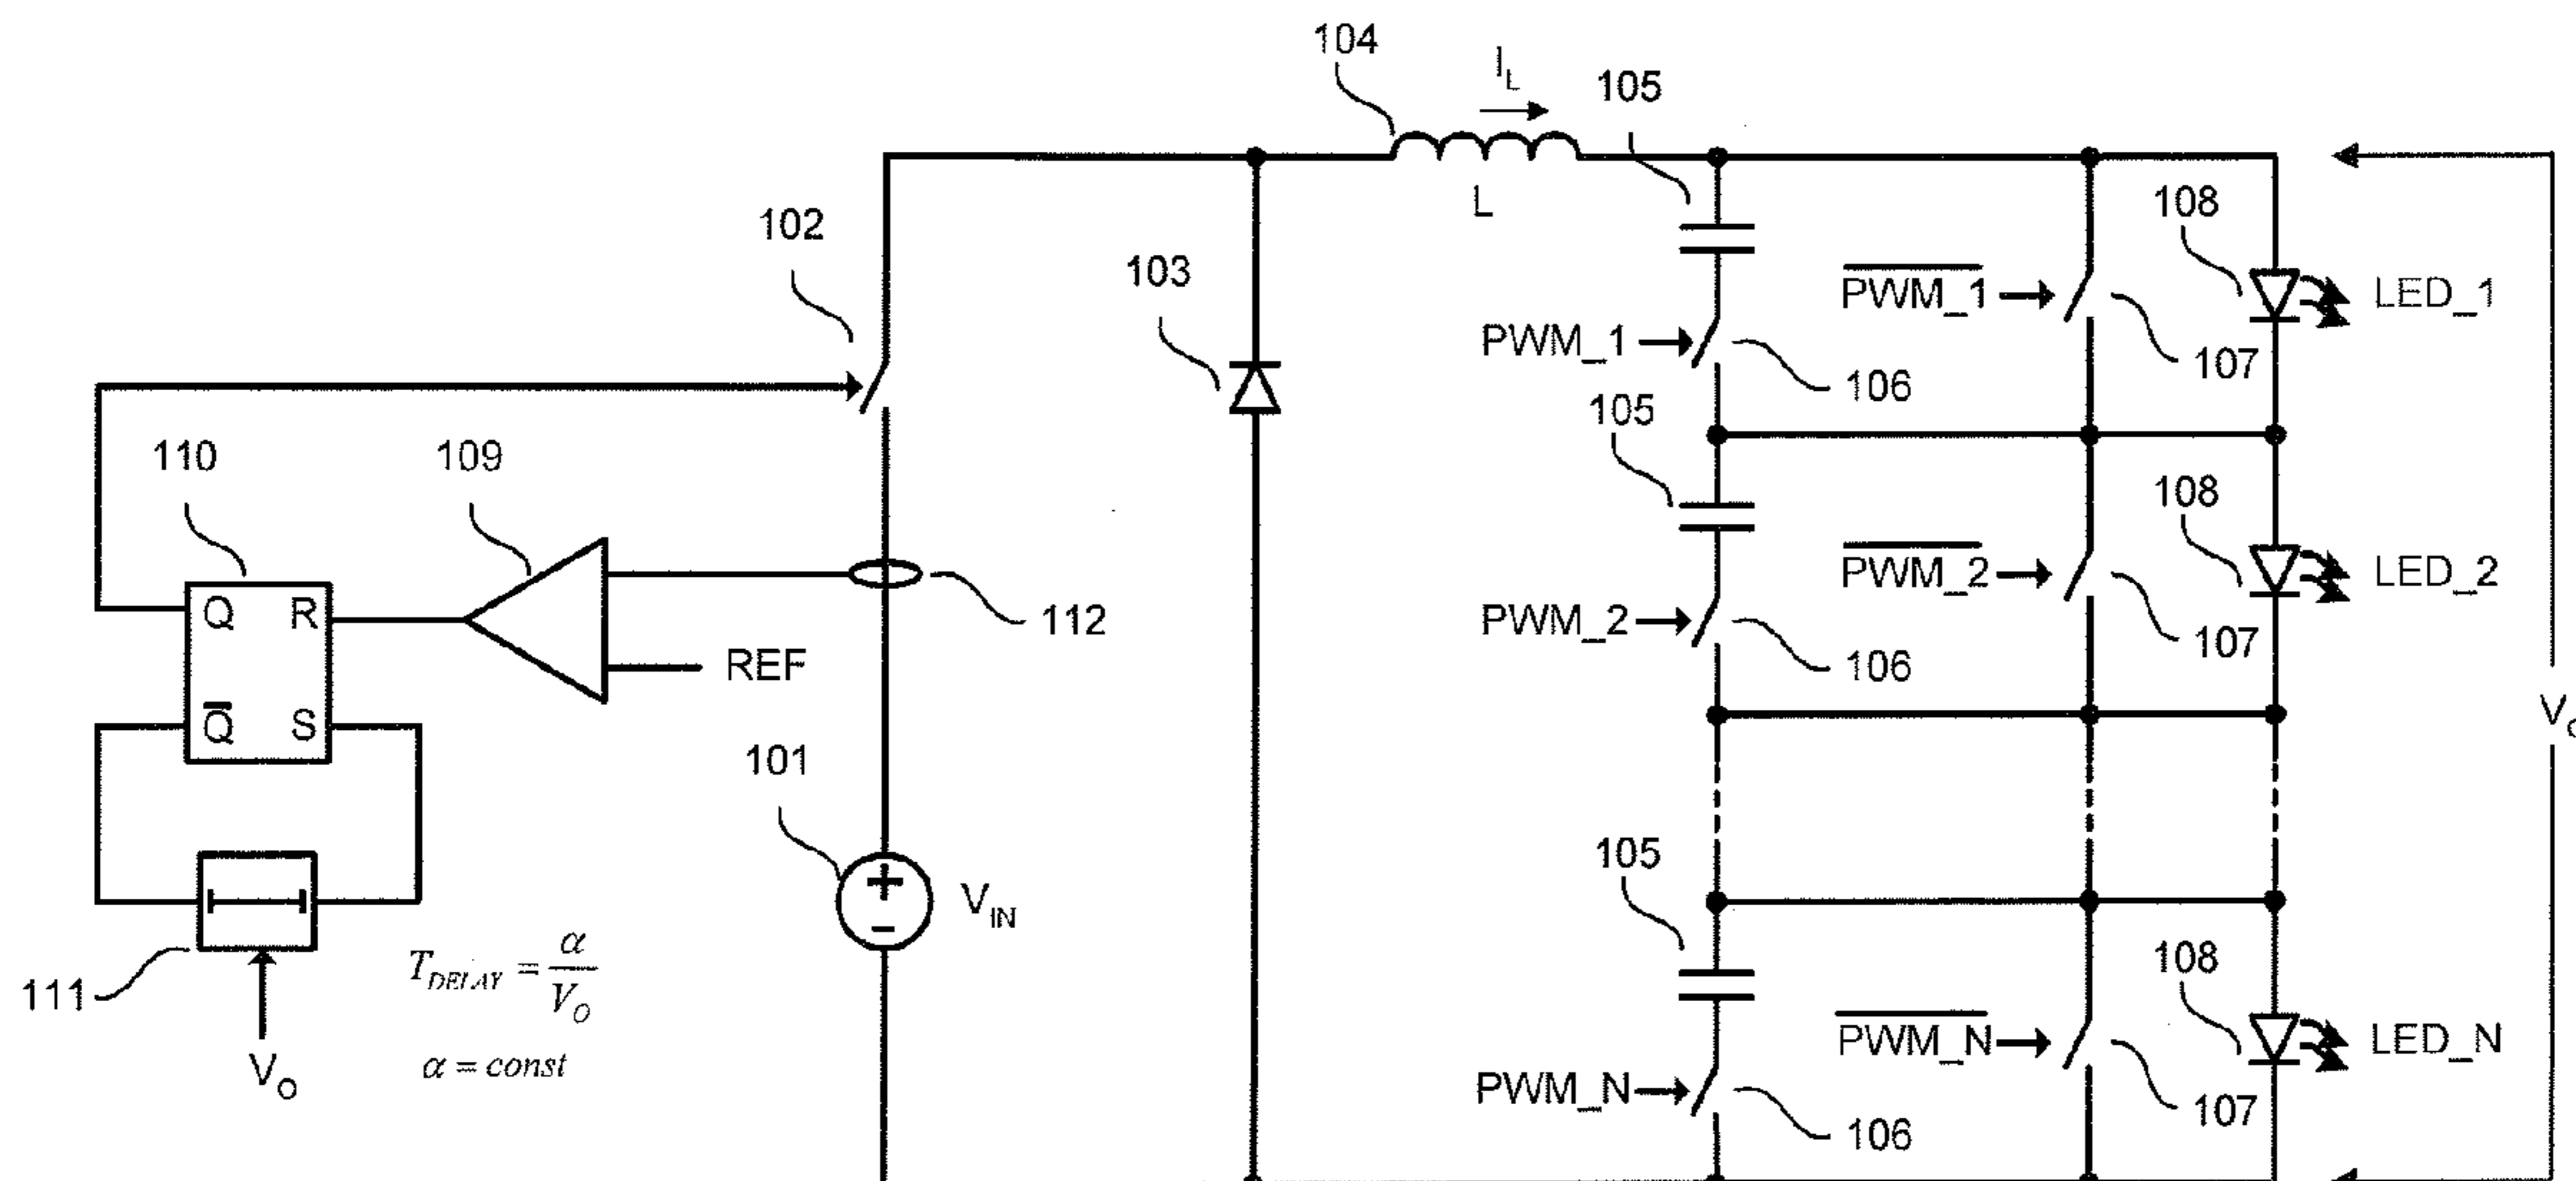 104
I_L
105
L
102
103
108
PWM_1
LED_1
PWM_1
107
106
105
110
109
108
PWM_2
LED_2
Q R
112
PWM_2
107
REF
106
Q S
V_O
101
V_IN
105
108
T_DELAY = α / V_O
111
PWM_N
LED_N
V_O
α = const
PWM_N
107
106